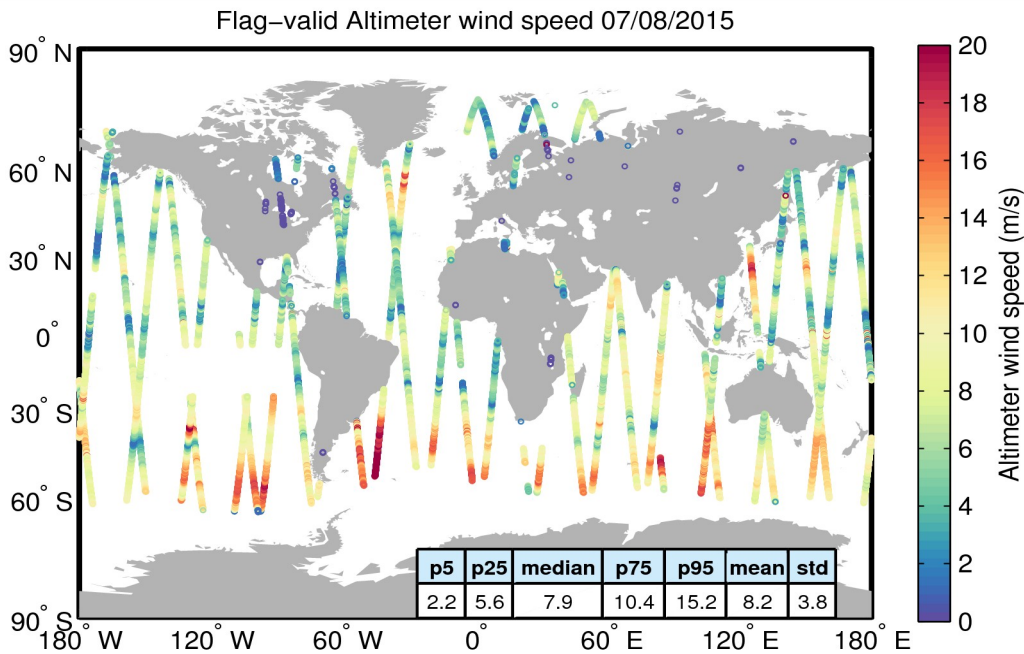 Flag−valid Altimeter wind speed 07/08/2015
90° N
60° N
30° N
0°
30° S
60° S
90° S
180° W
120° W
60° W
0°
60° E
120° E
180° E
p5 p25 median p75 p95 mean std
2.2 5.6 7.9 10.4 15.2 8.2 3.8
20
18
16
14
12
10
8
6
4
2
0
Altimeter wind speed (m/s)